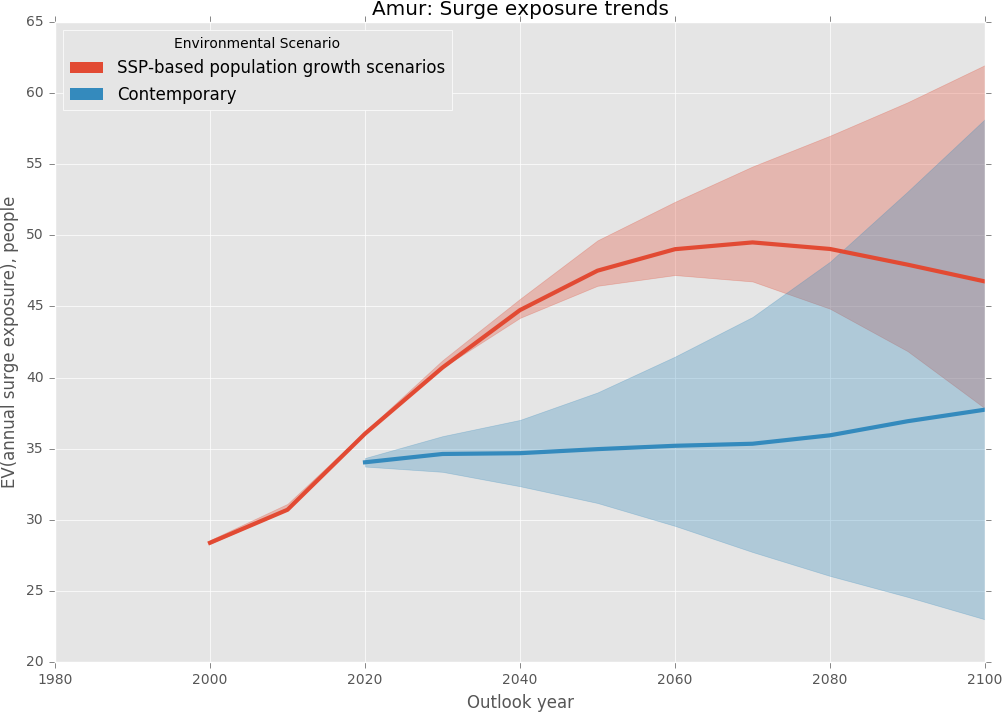 Amur: Surge exposure trends
Environmental Scenario
SSP-based population growth scenarios
Contemporary
EV(annual surge exposure), people
65
60
55
50
45
40
35
30
25
20
1980 2000 2020 2040 2060 2080 2100
Outlook year